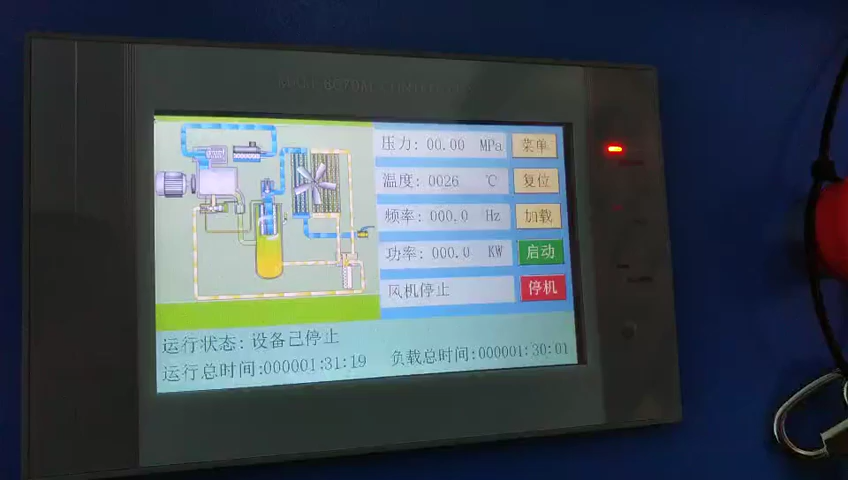 压力: 00.00 MPa 菜单
温度: 0026 ℃ 复位
频率: 000.0 Hz 加载
功率: 000.0 KW 启动
风机停止 停机
运行状态: 设备已停止
运行总时间:000001:31:19 负载总时间:000001:30:01